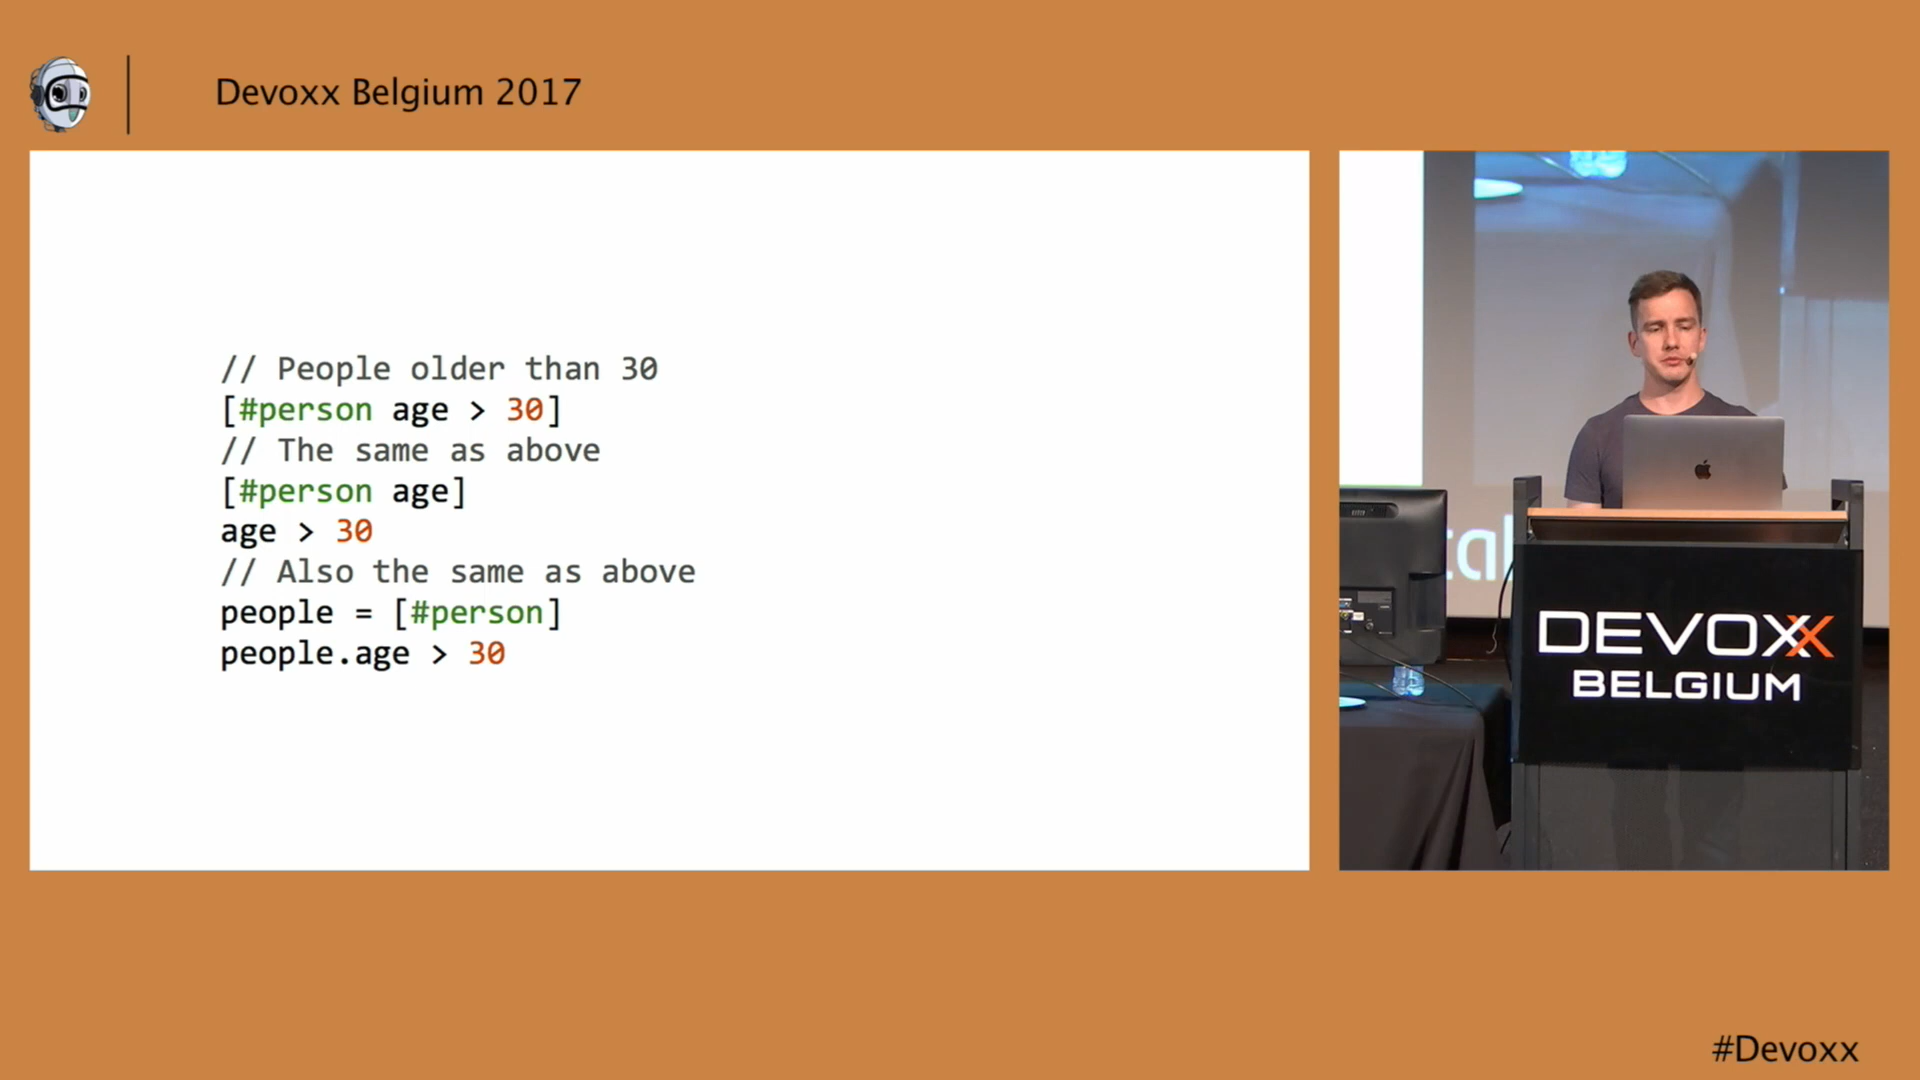 Devoxx Belgium 2017
// People older than 30
[#person age > 30]
// The same as above
[#person age]
age > 30
// Also the same as above
people = [#person]
people.age > 30
DEVOXX
BELGIUM
#Devoxx